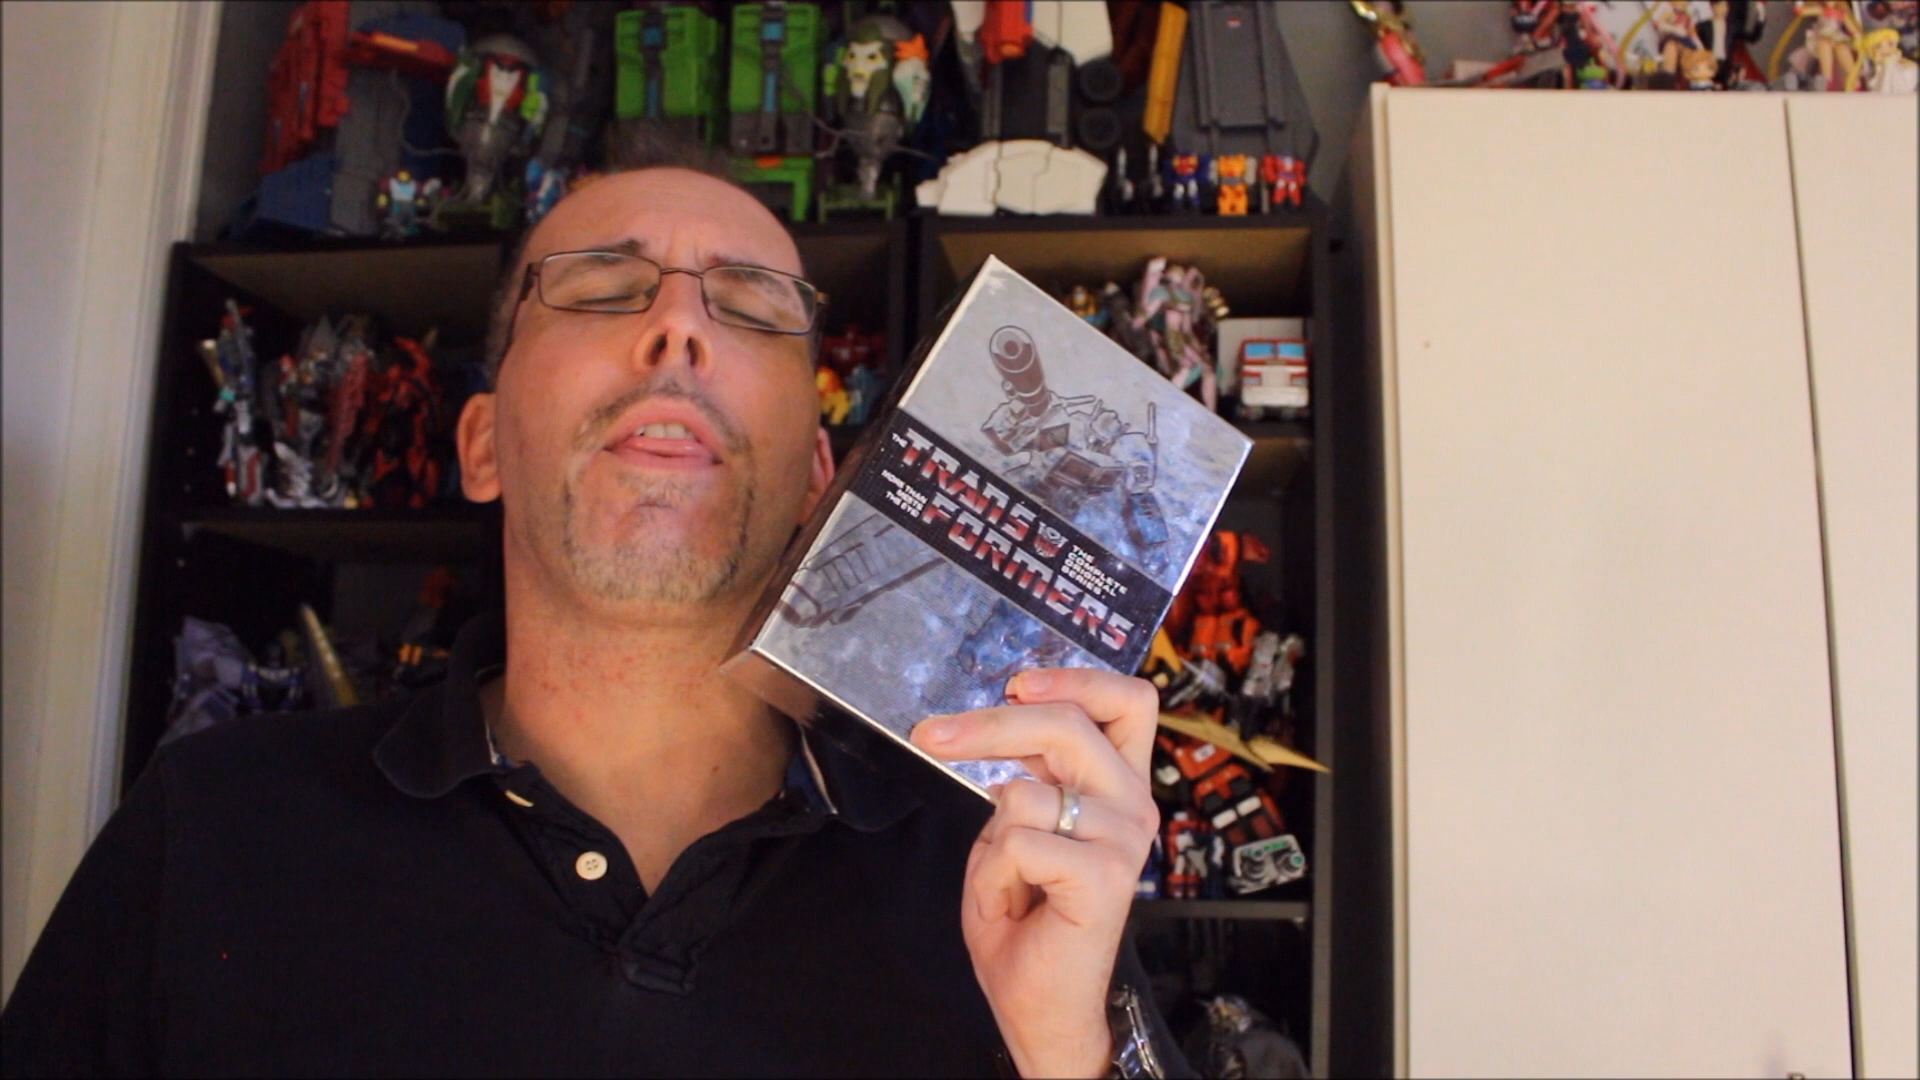 THE
TRANS
FORMERS
MORE THAN
MEETS
THE EYE!
THE
COMPLETE
ORIGINAL
SERIES